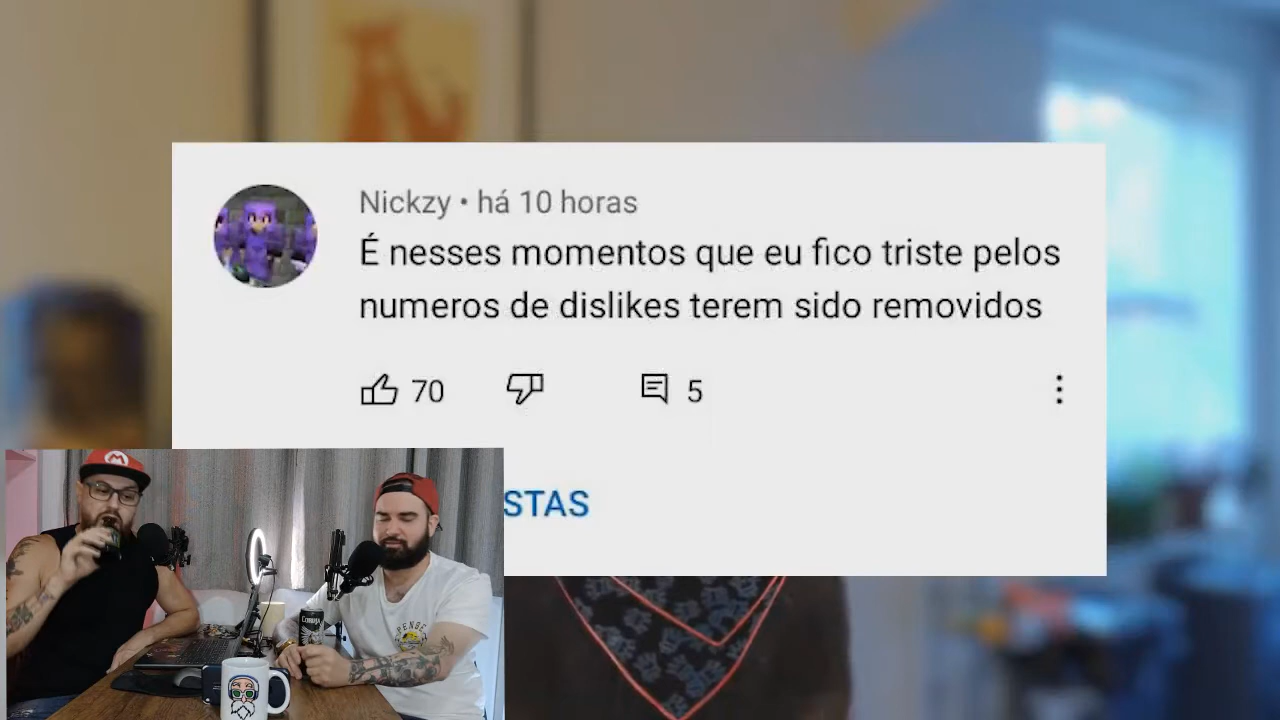 Nickzy • há 10 horas
É nesses momentos que eu fico triste pelos
numeros de dislikes terem sido removidos
70
5
STAS
M
PENSE